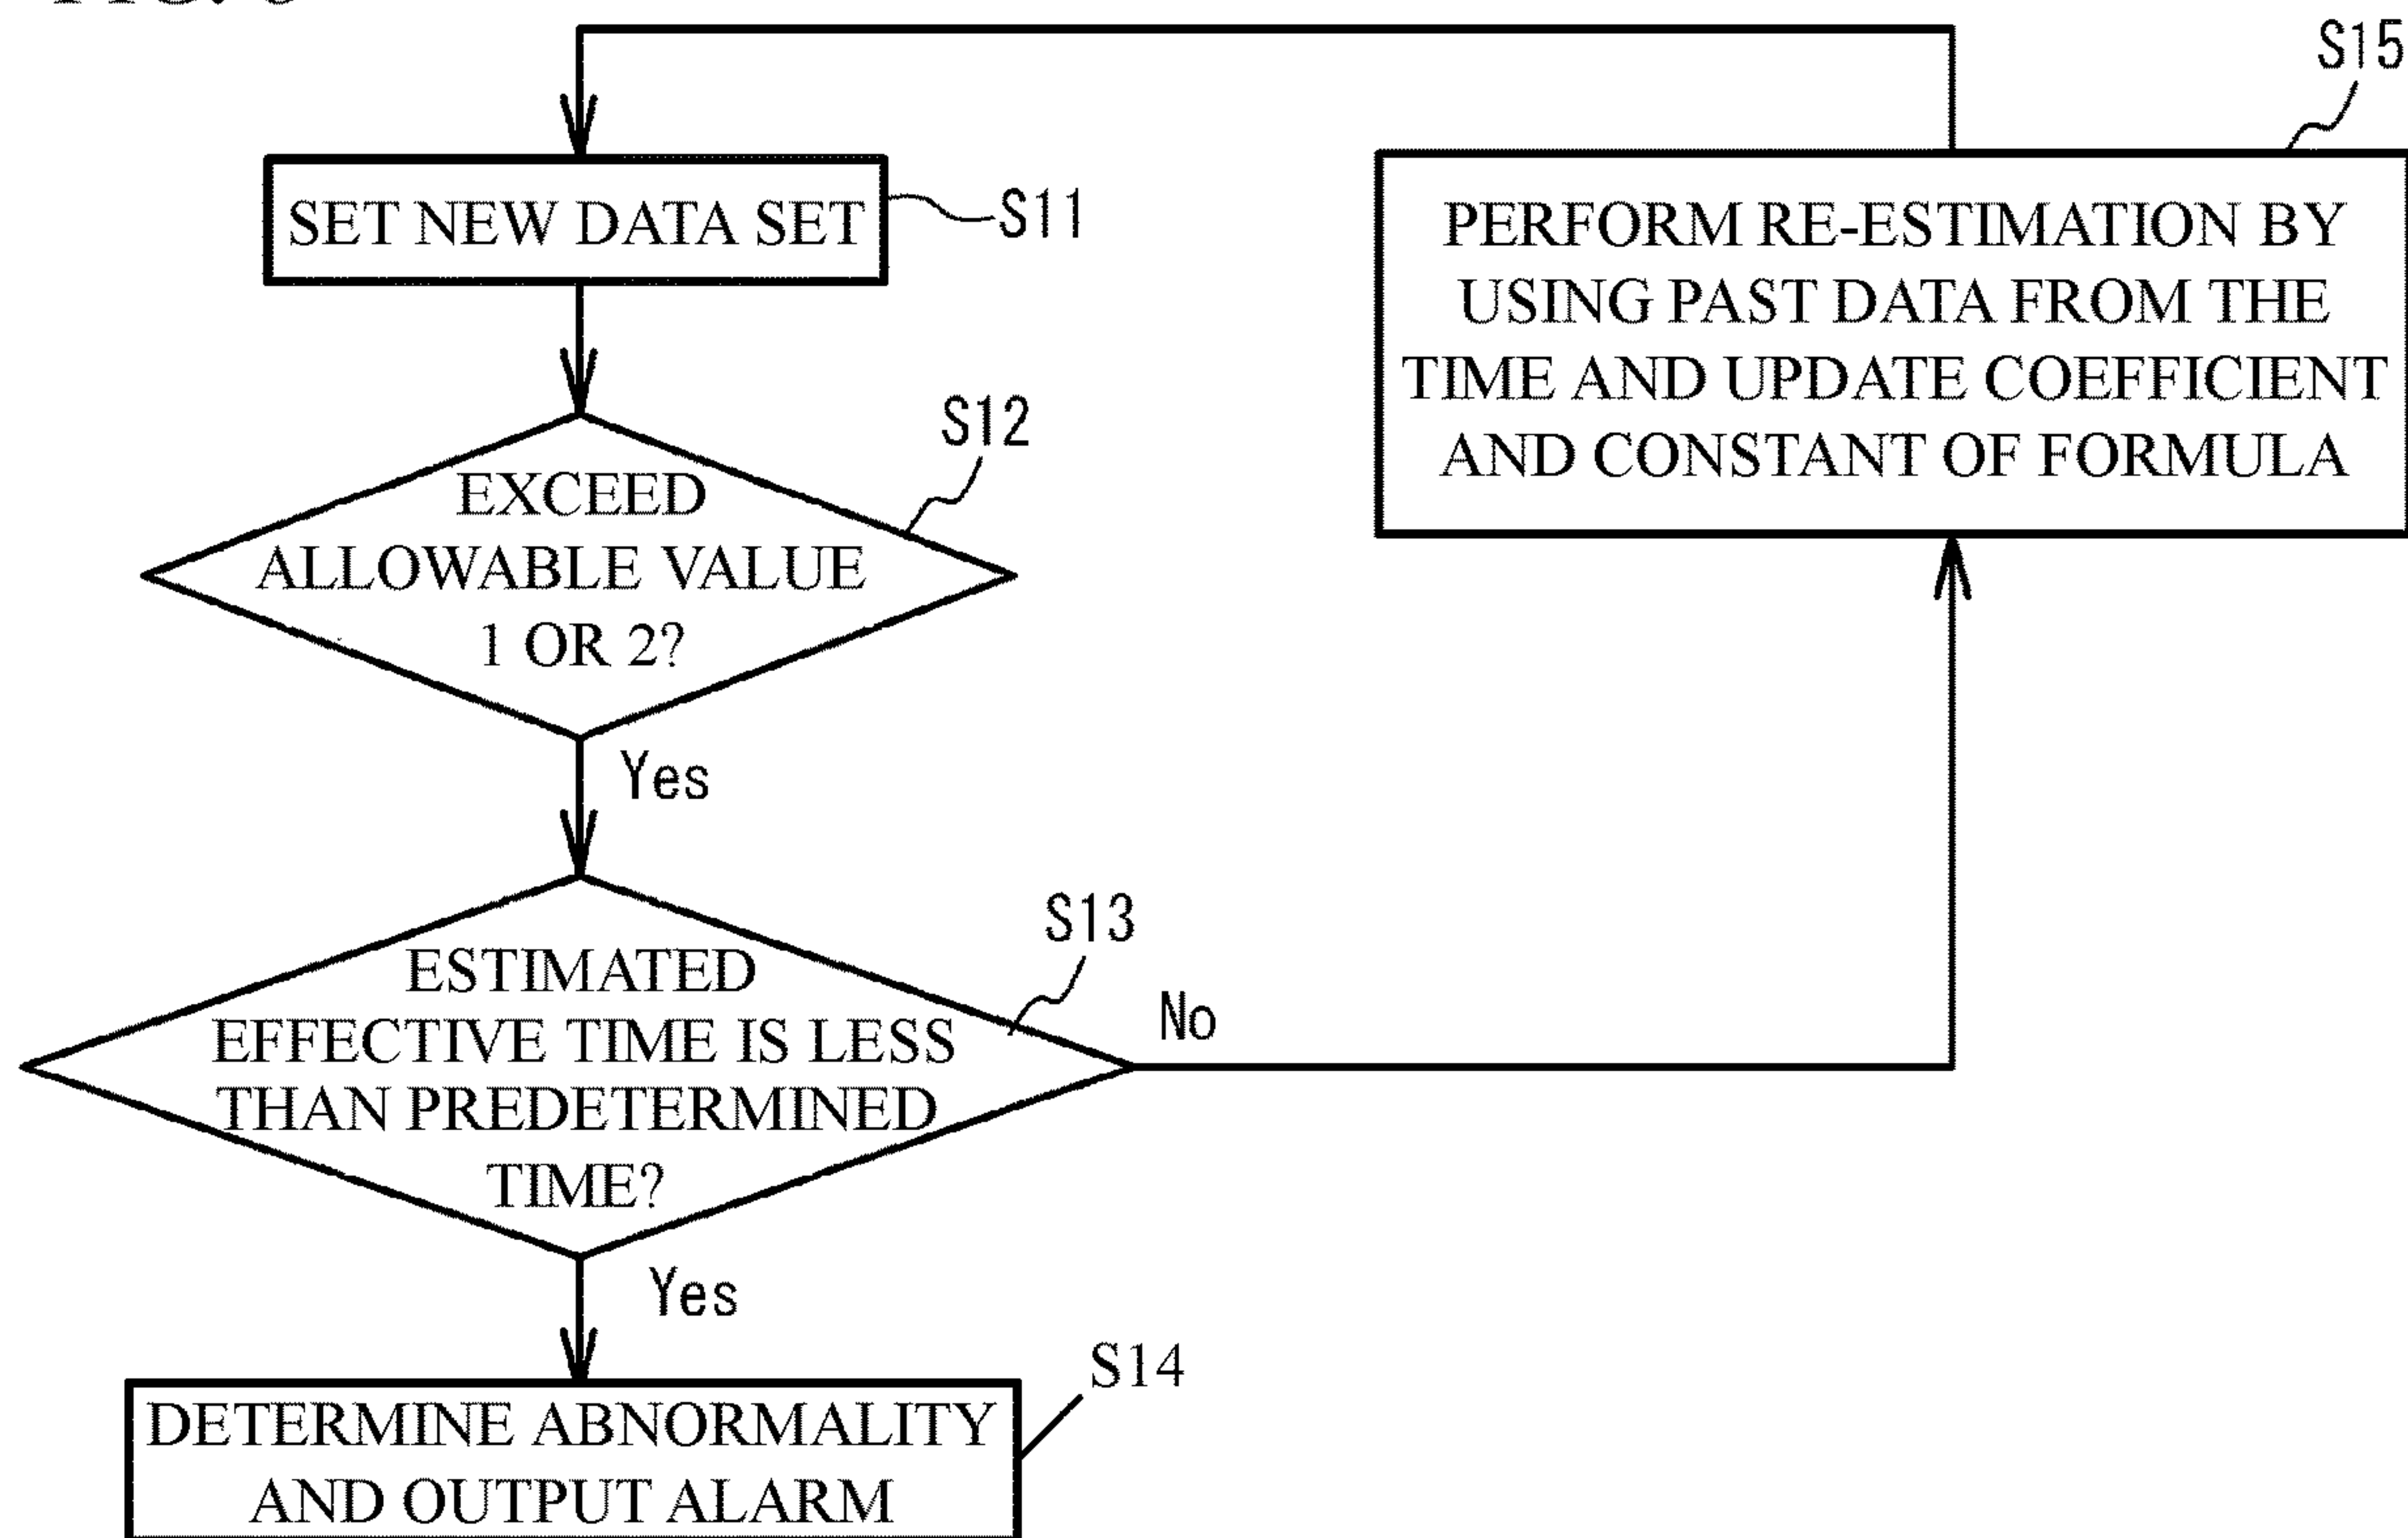 S15
SET NEW DATA SET
S11
PERFORM RE-ESTIMATION BY
USING PAST DATA FROM THE
TIME AND UPDATE COEFFICIENT
AND CONSTANT OF FORMULA
S12
EXCEED
ALLOWABLE VALUE
1 OR 2?
Yes
S13
ESTIMATED
EFFECTIVE TIME IS LESS
THAN PREDETERMINED
TIME?
No
Yes
S14
DETERMINE ABNORMALITY
AND OUTPUT ALARM